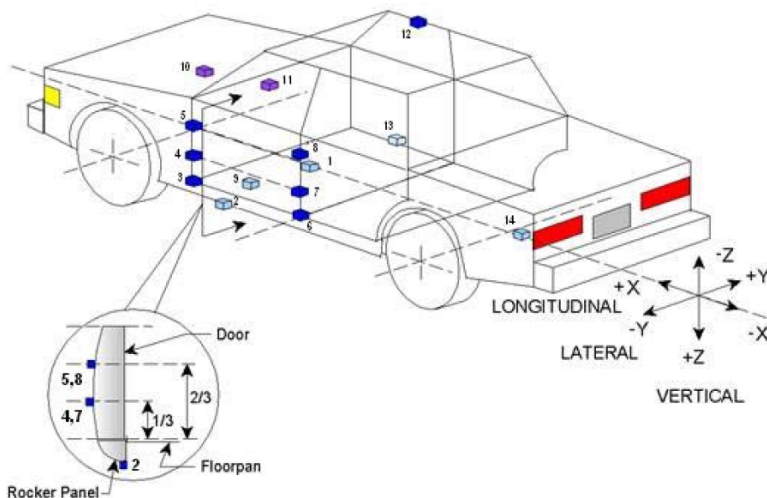 12
10
11
5
13
8
4
1
9
3
7
2
6
14
-Z
+X
+Y
LONGITUDINAL
-Y
-X
LATERAL
+Z
VERTICAL
Door
5,8
2/3
4,7
1/3
2
Floorpan
Rocker Panel